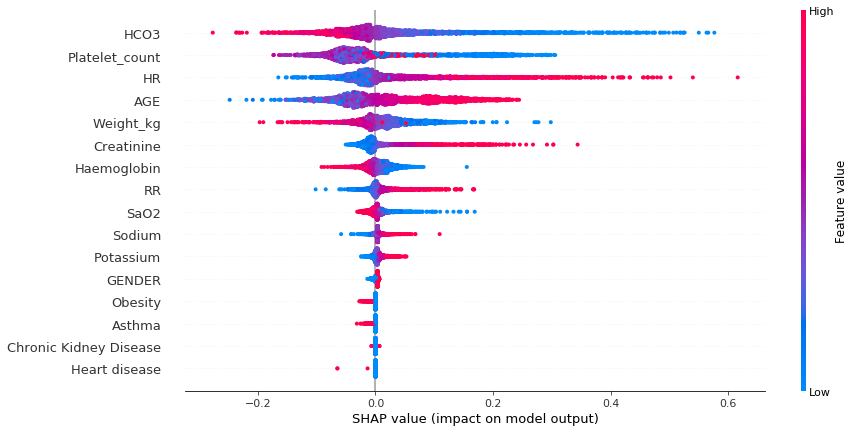 High
HCO3
Platelet_count
HR
AGE
Weight_kg
Creatinine
Haemoglobin
RR
SaO2
Sodium
Potassium
GENDER
Obesity
Asthma
Chronic Kidney Disease
Heart disease
Feature value
Low
−0.2 0.0 0.2 0.4 0.6
SHAP value (impact on model output)